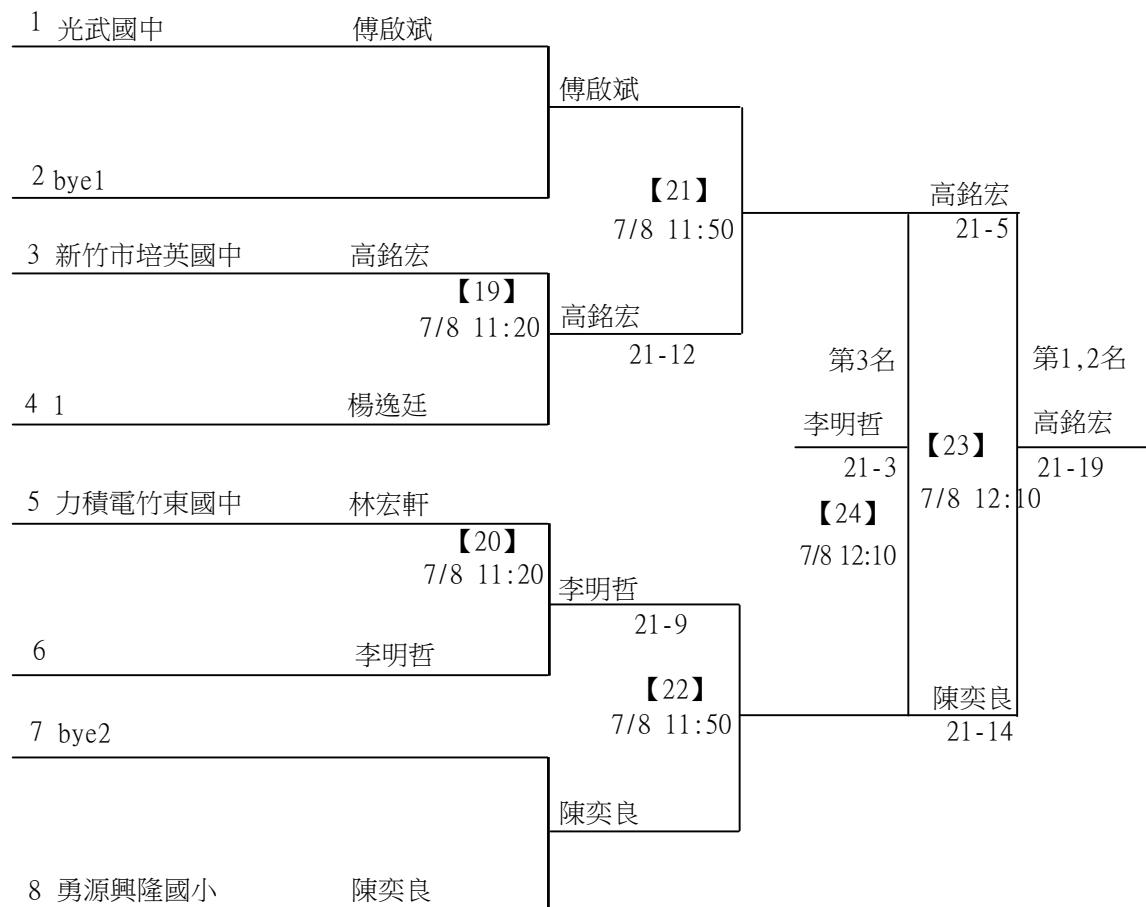 1 光武國中 傅啟斌
傅啟斌
2 bye1
【21】
7/8 11:50
高銘宏
21-5
3 新竹市培英國中 高銘宏
【19】
7/8 11:20
高銘宏
21-12
第3名
第1,2名
4 1 楊逸廷
李明哲
21-3
【23】
7/8 12:10
高銘宏
21-19
5 力積電竹東國中 林宏軒
【24】
7/8 12:10
【20】
7/8 11:20
李明哲
21-9
6 李明哲
【22】
7/8 11:50
陳奕良
21-14
7 bye2
陳奕良
8 勇源興隆國小 陳奕良